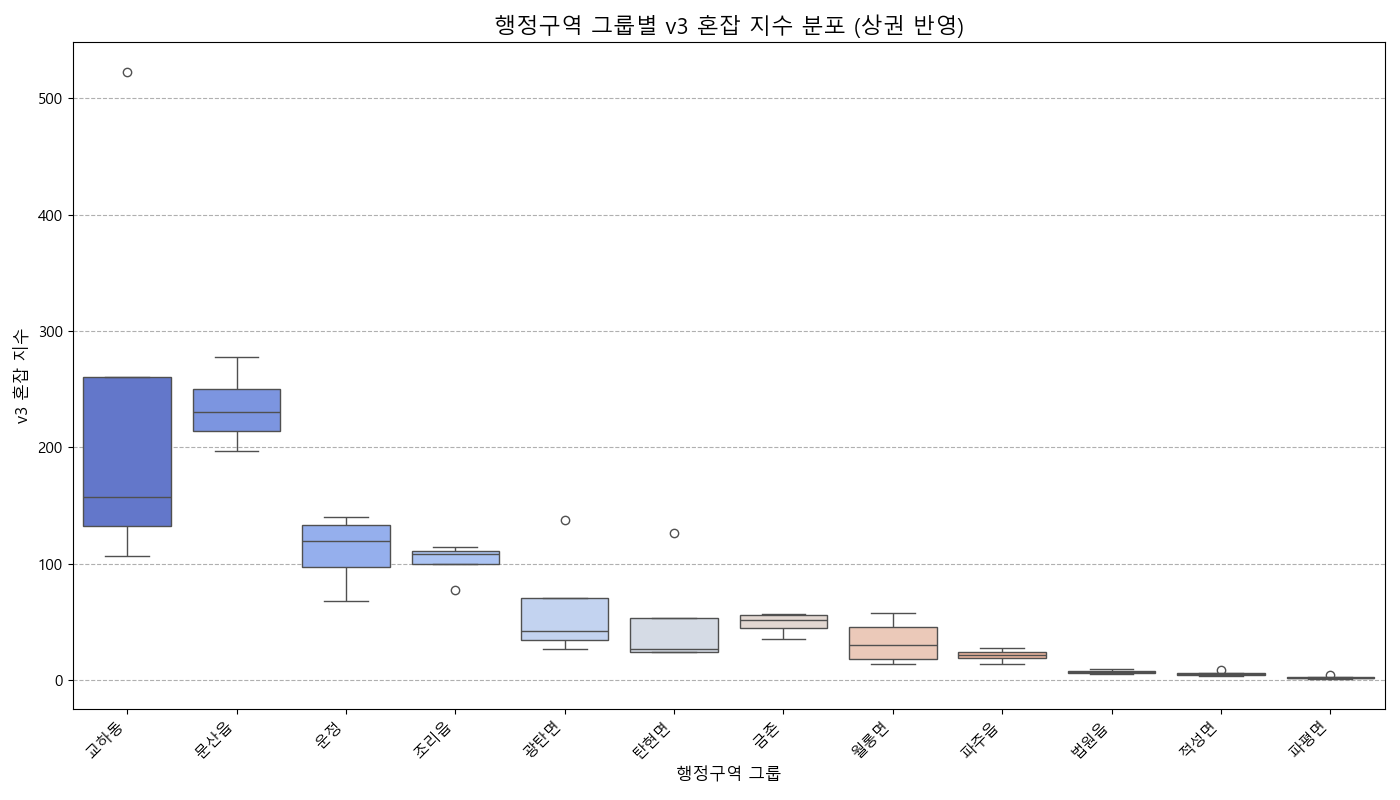 행정구역 그룹별 v3 혼잡 지수 분포 (상권 반영)
500
400
300
200
100
0
v3 혼잡 지수
교하동
문산읍
운정
조리읍
광탄면
탄현면
금촌
월롱면
파주읍
법원읍
적성면
파평면
행정구역 그룹